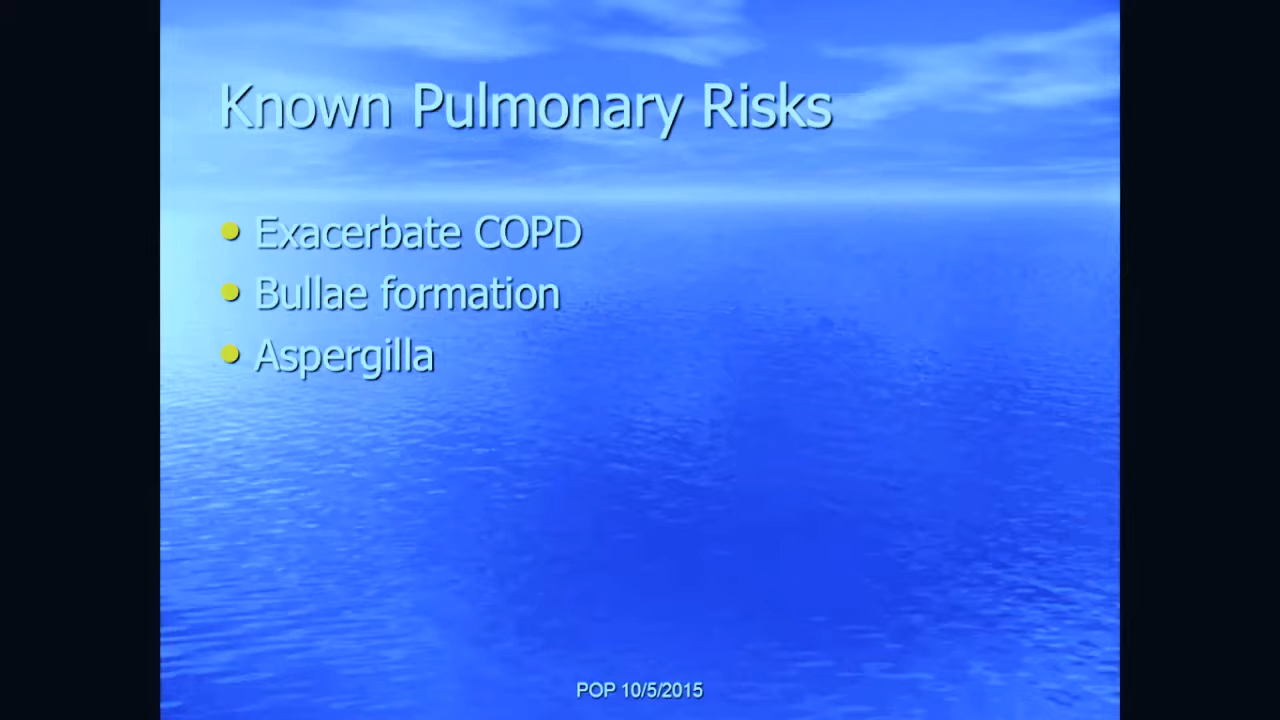 Known Pulmonary Risks
Exacerbate COPD
Bullae formation
Aspergilla
POP 10/5/2015